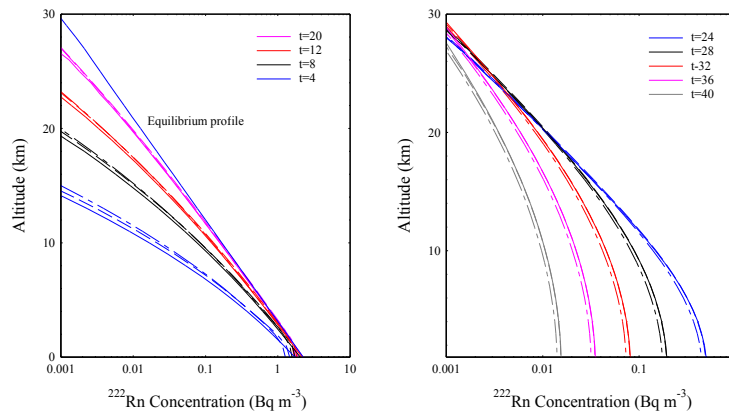 30
20
10
0
0.001
0.01
0.1
1
10
Altitude (km)
t=20
t=12
t=8
t=4
Equilibrium profile
²²²Rn Concentration (Bq m⁻³)
30
20
10
0.001
0.01
0.1
Altitude (km)
t=24
t=28
t-32
t=36
t=40
²²²Rn Concentration (Bq m⁻³)